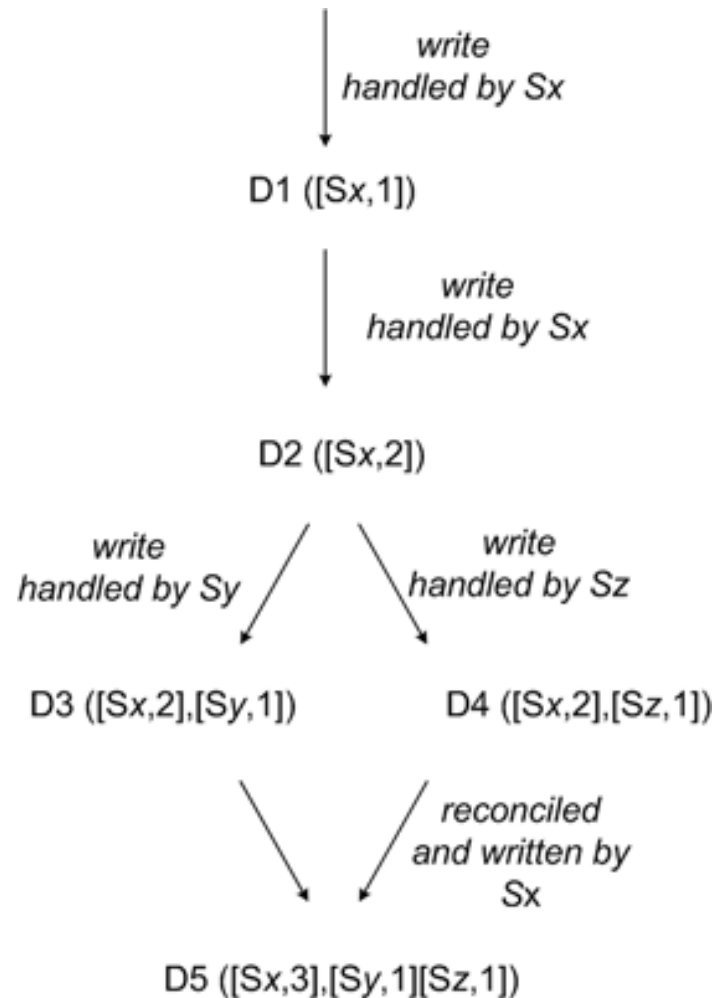 write
handled by Sx
D1 ([Sx,1])
write
handled by Sx
D2 ([Sx,2])
write
handled by Sy
write
handled by Sz
D3 ([Sx,2],[Sy,1])
D4 ([Sx,2],[Sz,1])
reconciled
and written by
Sx
D5 ([Sx,3],[Sy,1][Sz,1])